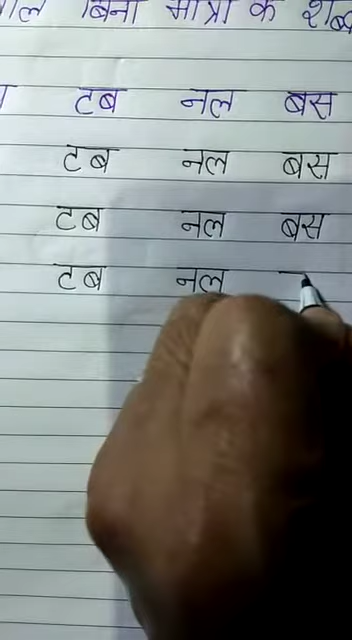 बिना मात्रा के
टब नल बस
टब नल बस
टब नल बस
टब नल